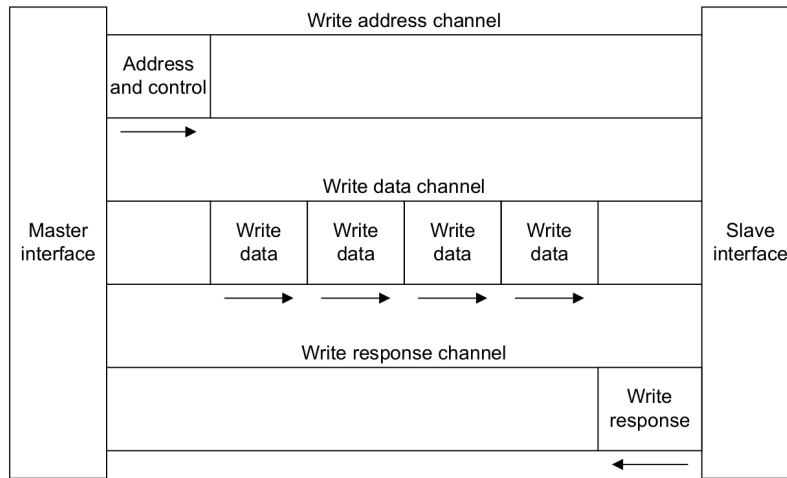 Write address channel
Address
and control
Write data channel
Master
interface
Write
data
Write
data
Write
data
Write
data
Slave
interface
Write response channel
Write
response